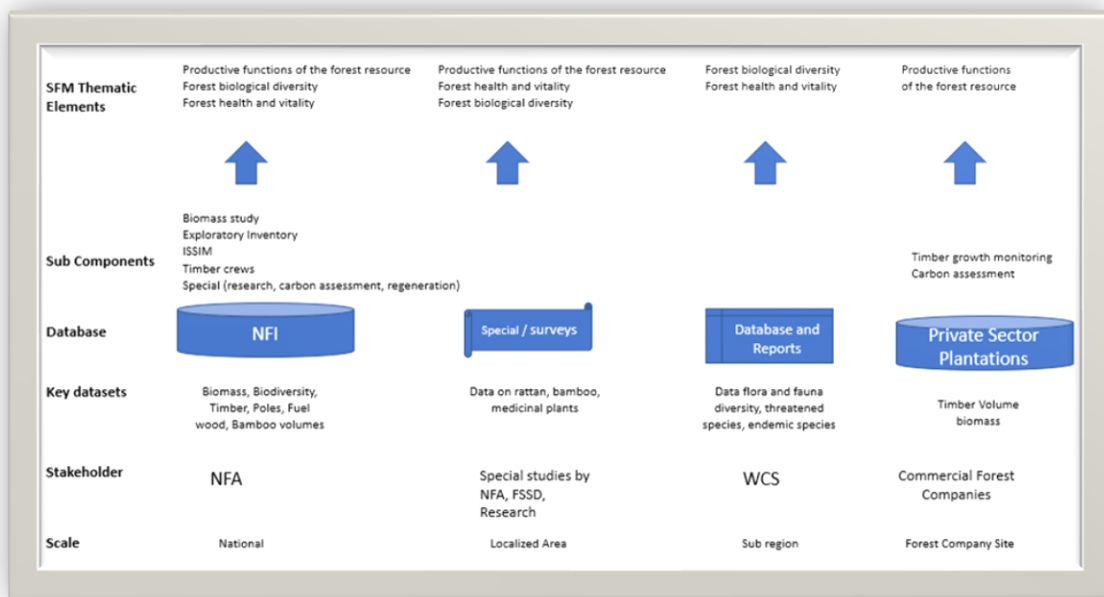 SFM Thematic
Elements
Productive functions of the forest resource
Forest biological diversity
Forest health and vitality
Productive functions of the forest resource
Forest health and vitality
Forest biological diversity
Forest biological diversity
Forest health and vitality
Productive functions
of the forest resource
Sub Components
Biomass study
Exploratory Inventory
ISSIM
Timber crews
Special (research, carbon assessment, regeneration)
Timber growth monitoring
Carbon assessment
Database
NFI
Special / surveys
Database and
Reports
Private Sector
Plantations
Key datasets
Biomass, Biodiversity,
Timber, Poles, Fuel
wood, Bamboo volumes
Data on rattan, bamboo,
medicinal plants
Data flora and fauna
diversity, threatened
species, endemic species
Timber Volume
biomass
Stakeholder
NFA
Special studies by
NFA, FSSD,
Research
WCS
Commercial Forest
Companies
Scale
National
Localized Area
Sub region
Forest Company Site